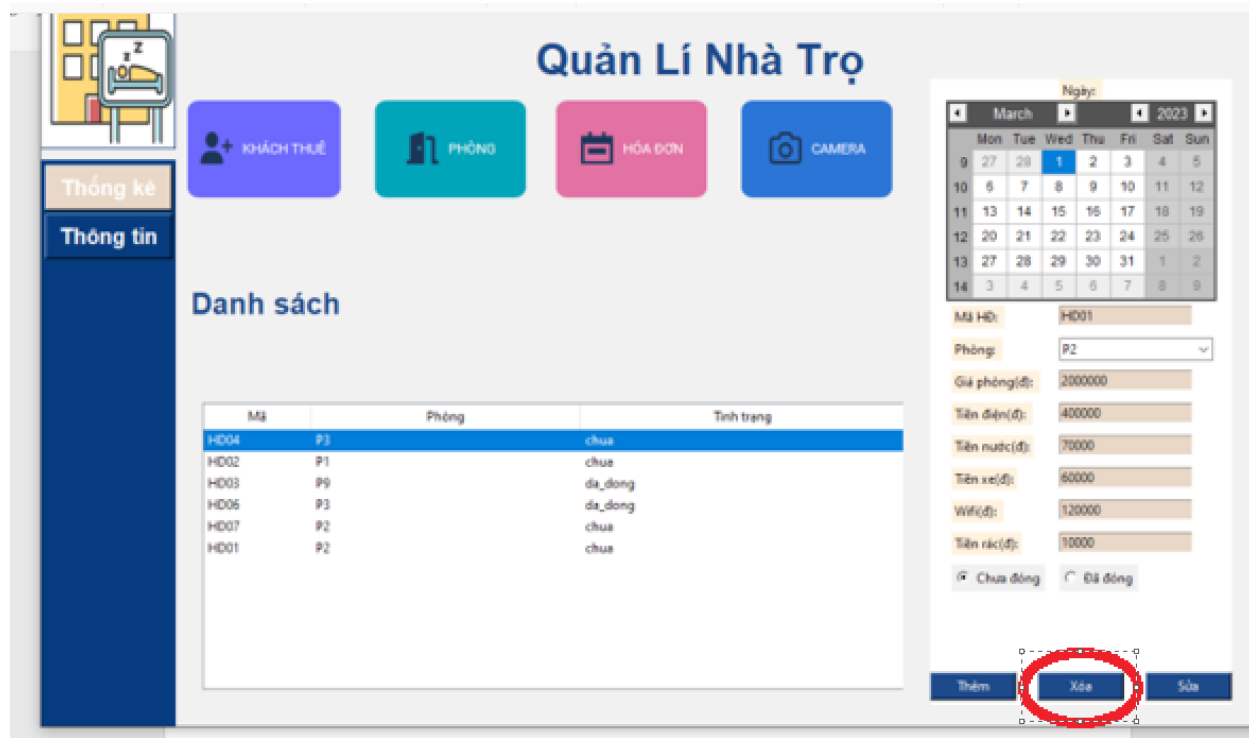 z
z
Quản Lí Nhà Trọ
KHÁCH THUÊ
PHÒNG
HÓA ĐƠN
CAMERA
Thống kê
Thông tin
Danh sách
Mã Phòng Tình trạng
HD04 P3 chua
HD02 P1 chua
HD03 P9 da_dong
HD06 P3 da_dong
HD07 P2 chua
HD01 P2 chua
Ngày:
March 2023
Mon Tue Wed Thu Fri Sat Sun
9 27 28 1 2 3 4 5
10 6 7 8 9 10 11 12
11 13 14 15 16 17 18 19
12 20 21 22 23 24 25 26
13 27 28 29 30 31 1 2
14 3 4 5 6 7 8 9
Mã HĐ: HD01
Phòng: P2
Giá phòng(đ): 2000000
Tiền điện(đ): 400000
Tiền nước(đ): 70000
Tiền xe(đ): 60000
Wifi(đ): 120000
Tiền rác(đ): 10000
Chưa đóng Đã đóng
Thêm Xóa Sửa